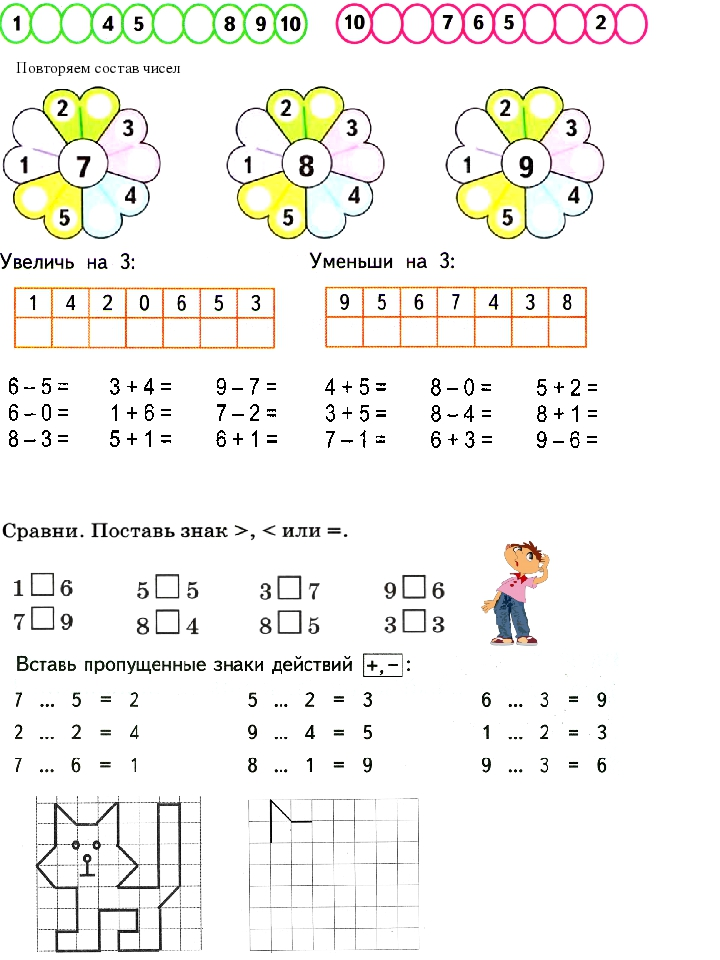 1 4 5 8 9 10 10 7 6 5 2
Повторяем состав чисел
2 3 1 7 4 5
2 3 1 8 4 5
2 3 1 9 4 5
Увеличь на 3: Уменьши на 3:
1 4 2 0 6 5 3 9 5 6 7 4 3 8
6 – 5 = 3 + 4 = 9 – 7 = 4 + 5 = 8 – 0 = 5 + 2 =
6 – 0 = 1 + 6 = 7 – 2 = 3 + 5 = 8 – 4 = 8 + 1 =
8 – 3 = 5 + 1 = 6 + 1 = 7 – 1 = 6 + 3 = 9 – 6 =
Сравни. Поставь знак >, < или =.
1 □ 6 5 □ 5 3 □ 7 9 □ 6
7 □ 9 8 □ 4 8 □ 5 3 □ 3
Вставь пропущенные знаки действий +,– :
7 ... 5 = 2 5 ... 2 = 3 6 ... 3 = 9
2 ... 2 = 4 9 ... 4 = 5 1 ... 2 = 3
7 ... 6 = 1 8 ... 1 = 9 9 ... 3 = 6